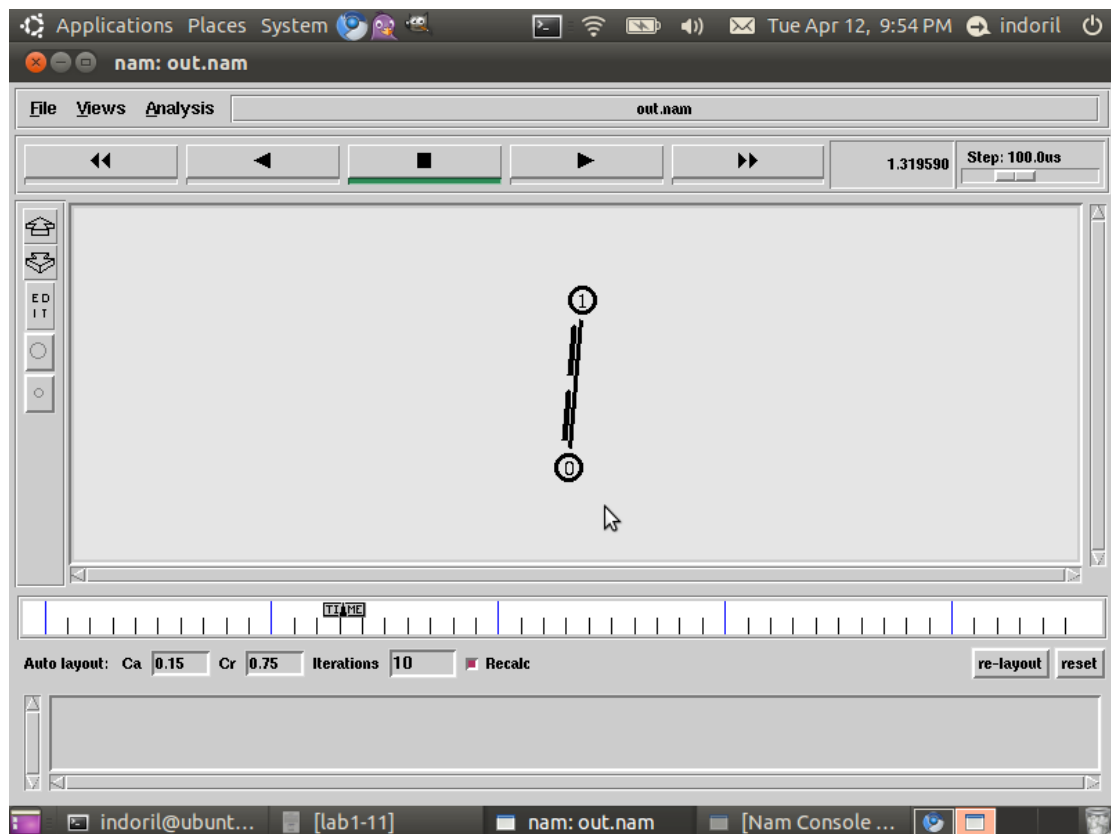 Applications Places System Tue Apr 12, 9:54 PM indoril
nam: out.nam
File Views Analysis out.nam
1.319590 Step: 100.0us
ED
IT
1
0
TIME
Auto layout: Ca 0.15 Cr 0.75 Iterations 10 Recalc re-layout reset
indoril@ubunt... [lab1-11] nam: out.nam [Nam Console ...